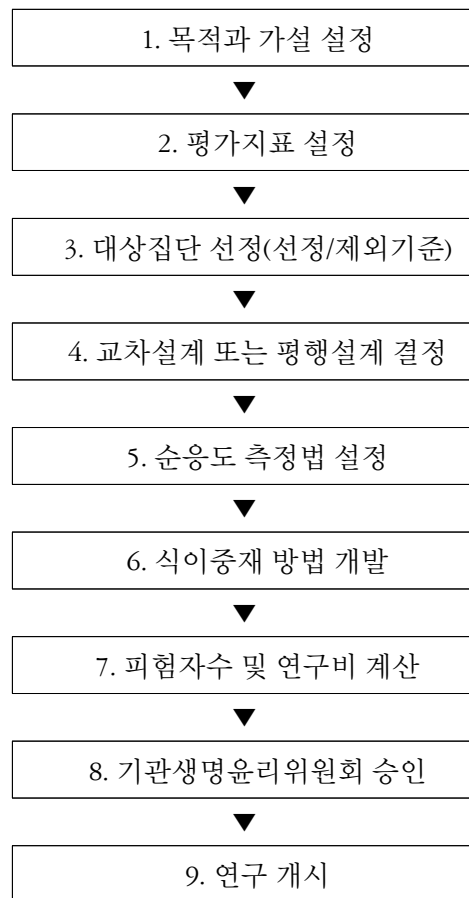 1. 목적과 가설 설정
▼
2. 평가지표 설정
▼
3. 대상집단 선정(선정/제외기준)
▼
4. 교차설계 또는 평행설계 결정
▼
5. 순응도 측정법 설정
▼
6. 식이중재 방법 개발
▼
7. 피험자수 및 연구비 계산
▼
8. 기관생명윤리위원회 승인
▼
9. 연구 개시